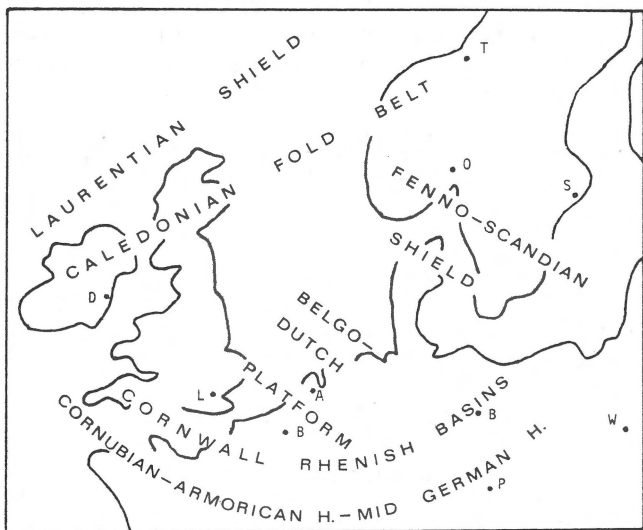 LAURENTIAN SHIELD
CALEDONIAN FOLD BELT
T
O
S
FENNO-SCANDIAN
SHIELD
D
BELGO-
DUTCH
PLATFORM
L
A
B
CORNWALL RHENISH BASINS
B
W
CORNUBIAN-ARMORICAN H.-MID GERMAN H.
P